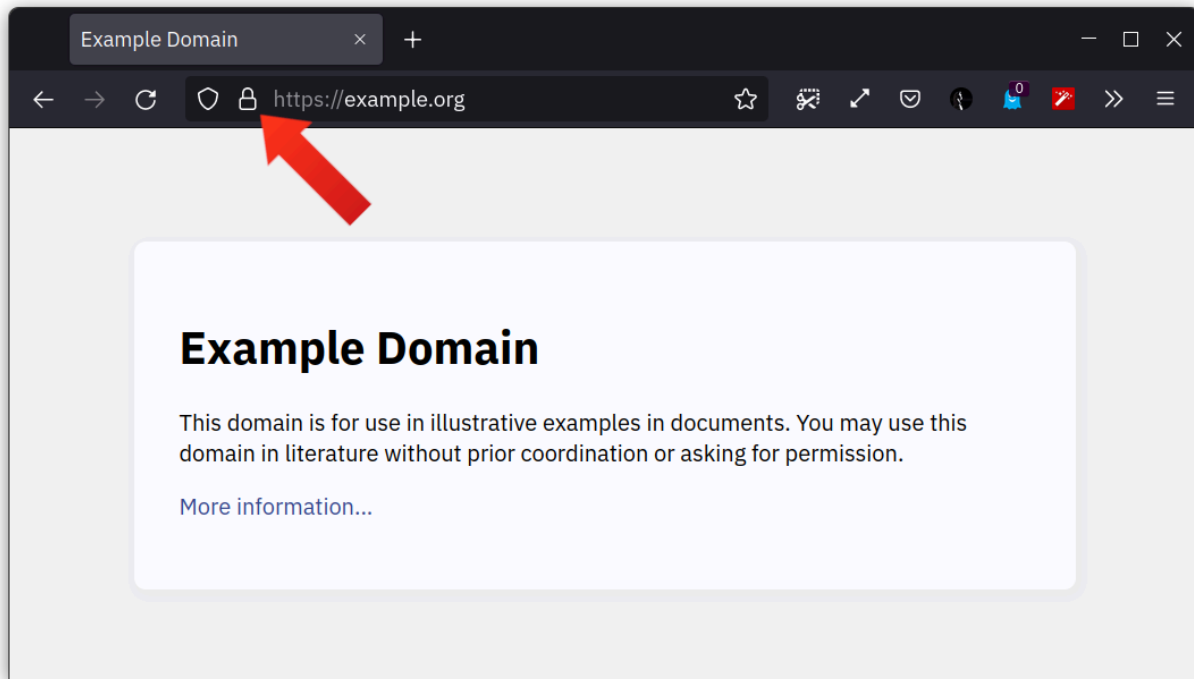 Example Domain
https://example.org
0
Example Domain
This domain is for use in illustrative examples in documents. You may use this
domain in literature without prior coordination or asking for permission.
More information...